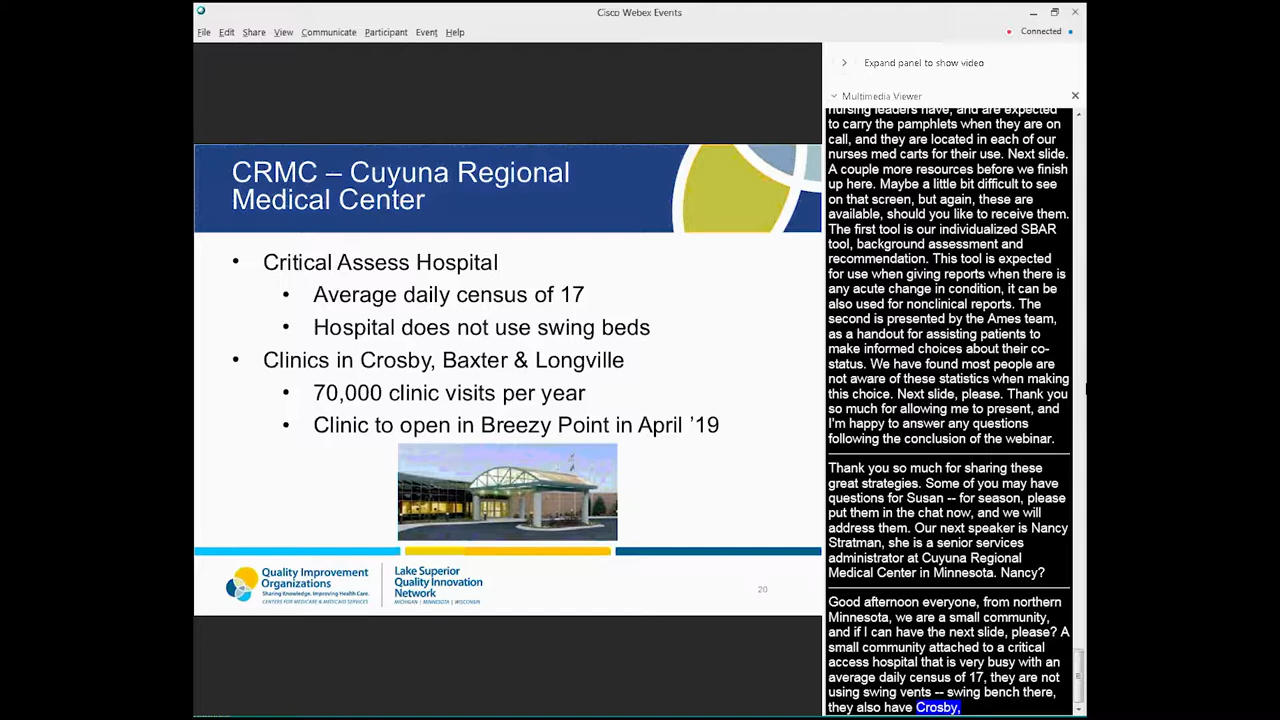 Cisco Webex Events
File Edit Share View Communicate Participant Event Help
Connected
Expand panel to show video
Multimedia Viewer
CRMC – Cuyuna Regional
Medical Center
• Critical Assess Hospital
• Average daily census of 17
• Hospital does not use swing beds
• Clinics in Crosby, Baxter & Longville
• 70,000 clinic visits per year
• Clinic to open in Breezy Point in April ’19
Quality Improvement
Organizations
Sharing Knowledge. Improving Health Care.
CENTERS FOR MEDICARE & MEDICAID SERVICES
Lake Superior
Quality Innovation
Network
MICHIGAN | MINNESOTA | WISCONSIN
20
nursing leaders have, and are expected
to carry the pamphlets when they are on
call, and they are located in each of our
nurses med carts for their use. Next slide.
A couple more resources before we finish
up here. Maybe a little bit difficult to see
on that screen, but again, these are
available, should you like to receive them.
The first tool is our individualized SBAR
tool, background assessment and
recommendation. This tool is expected
for use when giving reports when there is
any acute change in condition, it can be
also used for nonclinical reports. The
second is presented by the Ames team,
as a handout for assisting patients to
make informed choices about their co-
status. We have found most people are
not aware of these statistics when making
this choice. Next slide, please. Thank you
so much for allowing me to present, and
I'm happy to answer any questions
following the conclusion of the webinar.
Thank you so much for sharing these
great strategies. Some of you may have
questions for Susan -- for season, please
put them in the chat now, and we will
address them. Our next speaker is Nancy
Stratman, she is a senior services
administrator at Cuyuna Regional
Medical Center in Minnesota. Nancy?
Good afternoon everyone, from northern
Minnesota, we are a small community,
and if I can have the next slide, please? A
small community attached to a critical
access hospital that is very busy with an
average daily census of 17, they are not
using swing vents -- swing bench there,
they also have Crosby,